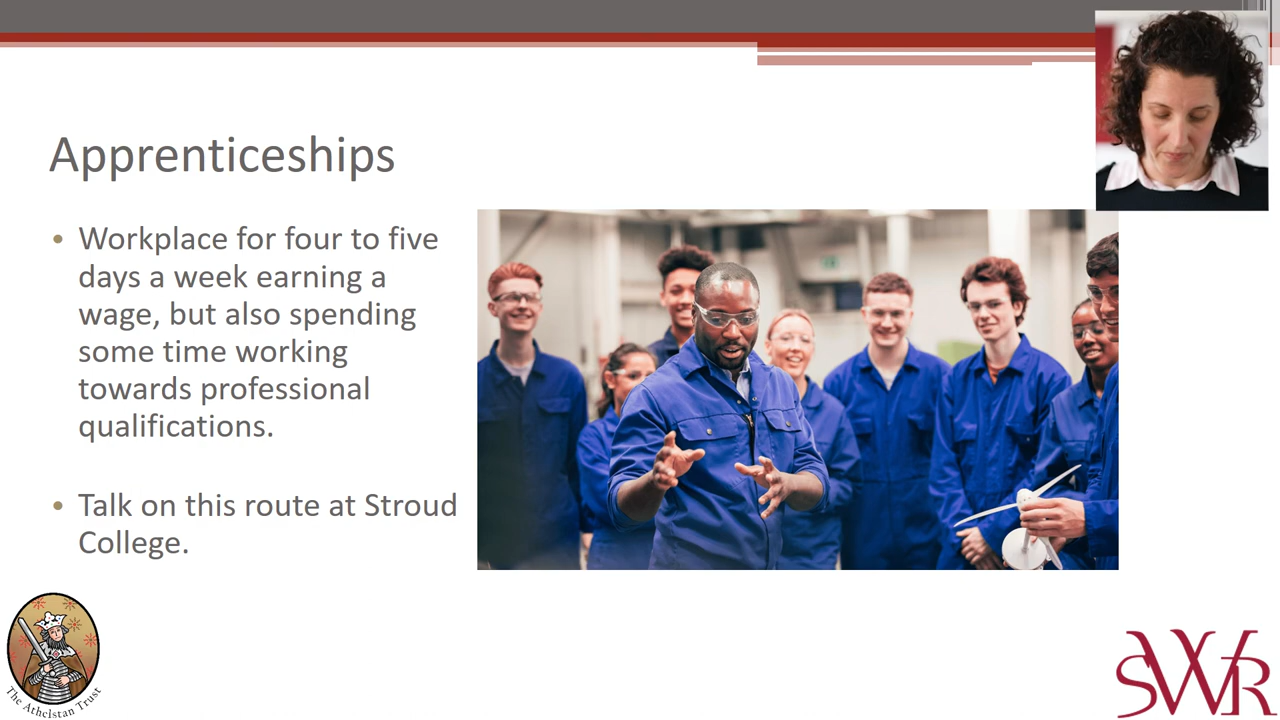 Apprenticeships
• Workplace for four to five
days a week earning a
wage, but also spending
some time working
towards professional
qualifications.
• Talk on this route at Stroud
College.
The Athelstan Trust
SWR